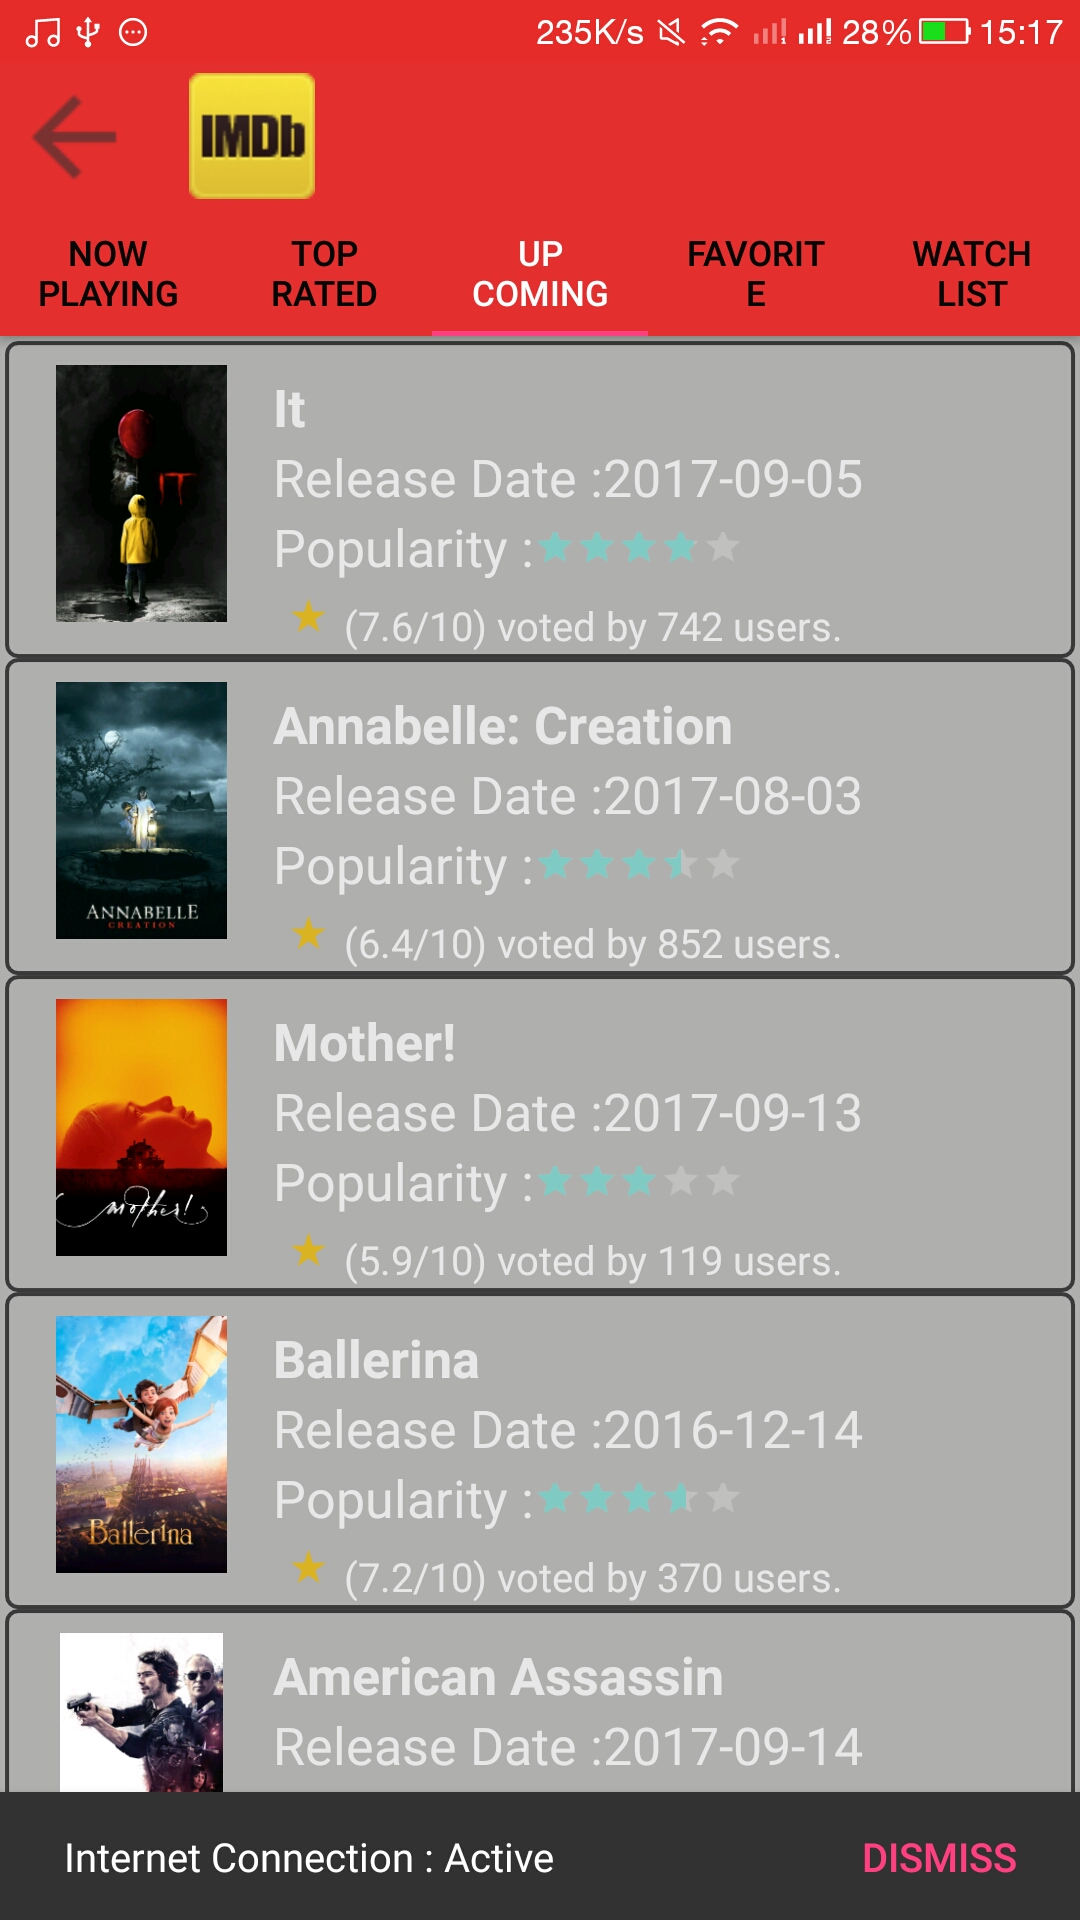 235K/s 28% 15:17
IMDb
NOW PLAYING
TOP RATED
UP COMING
FAVORIT
E
WATCH LIST
IT
It
Release Date :2017-09-05
Popularity :
(7.6/10) voted by 742 users.
ANNABELLE
CREATION
Annabelle: Creation
Release Date :2017-08-03
Popularity :
(6.4/10) voted by 852 users.
mother!
Mother!
Release Date :2017-09-13
Popularity :
(5.9/10) voted by 119 users.
Ballerina
Ballerina
Release Date :2016-12-14
Popularity :
(7.2/10) voted by 370 users.
American Assassin
Release Date :2017-09-14
Internet Connection : Active
DISMISS